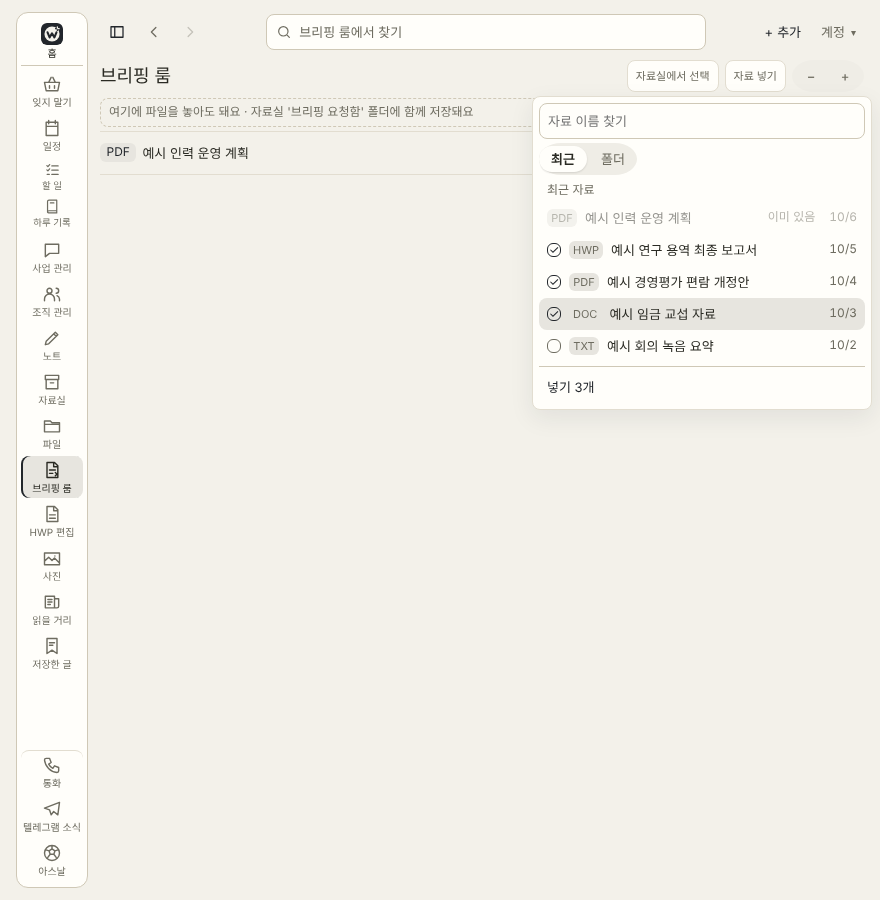 홈
잊지 말기
일정
할 일
하루 기록
사업 관리
조직 관리
노트
자료실
파일
브리핑 룸
HWP 편집
사진
읽을 거리
저장한 글
통화
텔레그램 소식
아스날
브리핑 룸에서 찾기
+ 추가
계정 ▾
브리핑 룸
자료실에서 선택
자료 넣기
− +
여기에 파일을 놓아도 돼요 · 자료실 '브리핑 요청함' 폴더에 함께 저장돼요
PDF 예시 인력 운영 계획
자료 이름 찾기
최근 폴더
최근 자료
PDF 예시 인력 운영 계획 이미 있음 10/6
HWP 예시 연구 용역 최종 보고서 10/5
PDF 예시 경영평가 편람 개정안 10/4
DOC 예시 임금 교섭 자료 10/3
TXT 예시 회의 녹음 요약 10/2
넣기 3개